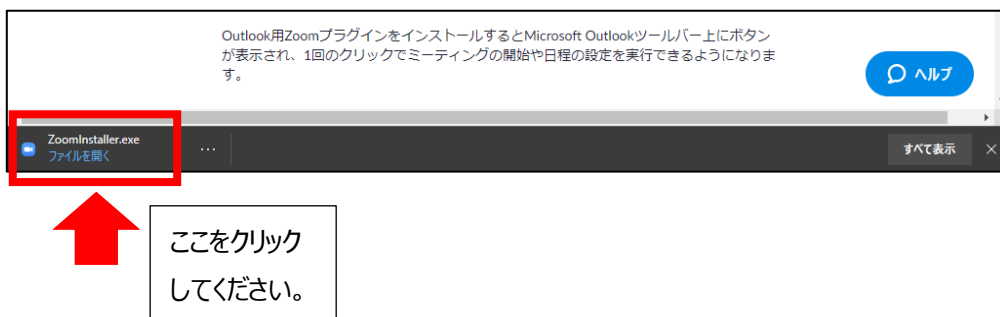 Outlook用ZoomプラグインをインストールするとMicrosoft Outlookツールバー上にボタン
が表示され、1回のクリックでミーティングの開始や日程の設定を実行できるようになりま
す。
ヘルプ
ZoomInstaller.exe
ファイルを開く
...
すべて表示
ここをクリック
してください。